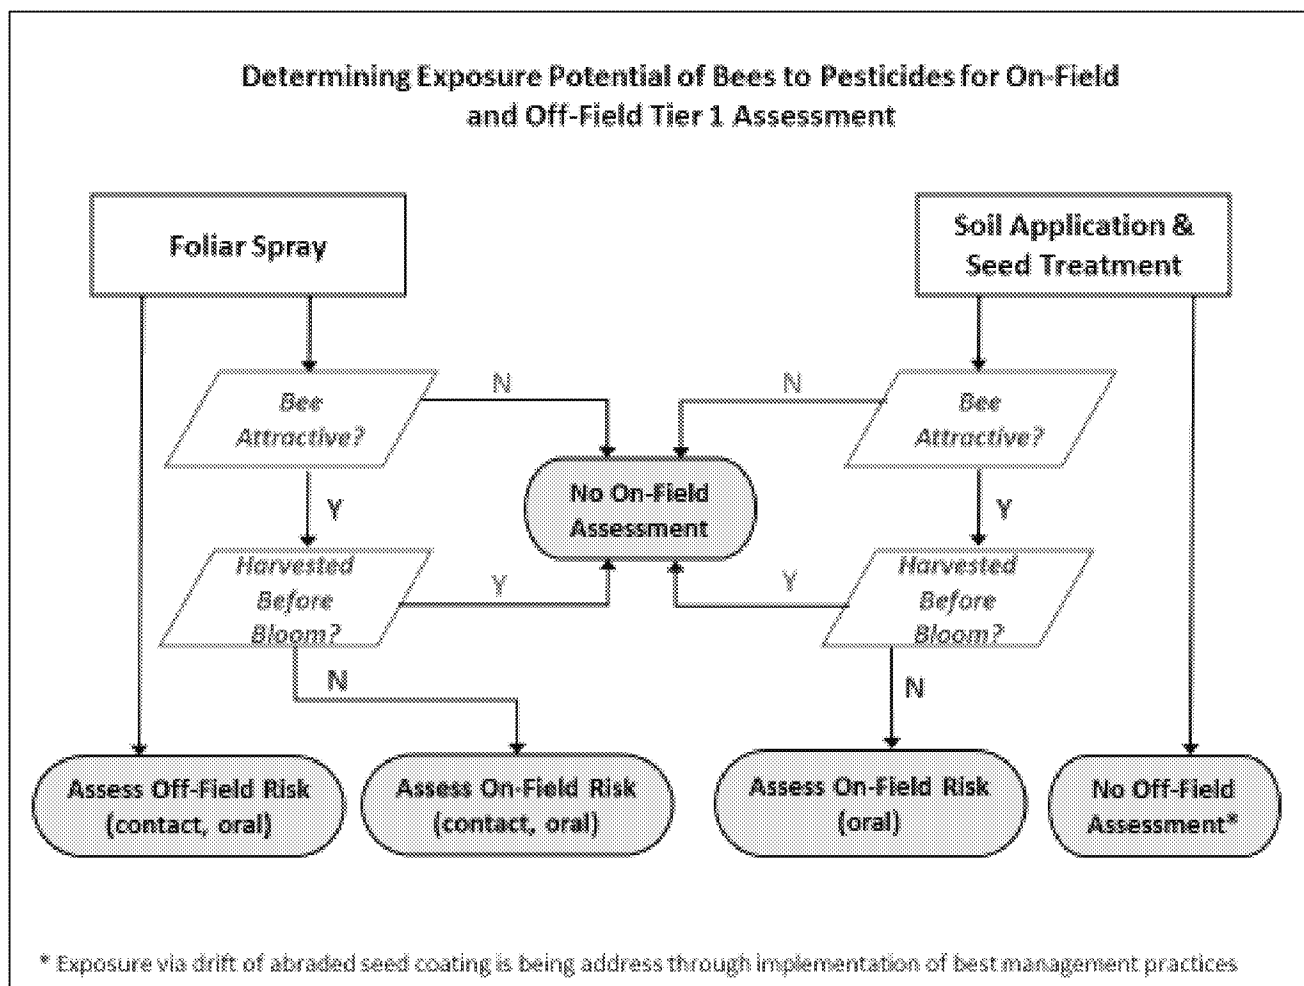 Determining Exposure Potential of Bees to Pesticides for On-Field
and Off-Field Tier 1 Assessment
Foliar Spray
Soil Application &
Seed Treatment
Bee
Attractive?
N
N
Bee
Attractive?
No On-Field
Assessment
Y
Y
Harvested
Before
Bloom?
Y
Y
Harvested
Before
Bloom?
N
N
Assess Off-Field Risk
(contact, oral)
Assess On-Field Risk
(contact, oral)
Assess On-Field Risk
(oral)
No Off-Field
Assessment*
* Exposure via drift of abraded seed coating is being address through implementation of best management practices